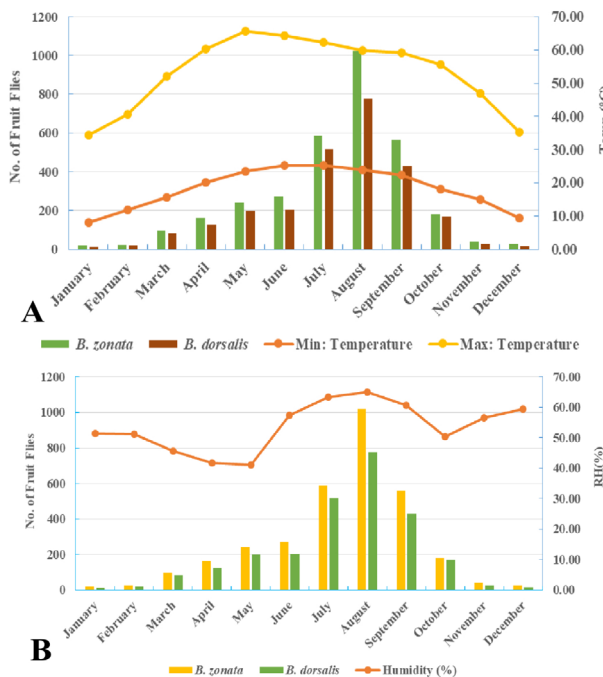 1200
1000
800
600
400
200
0
No. of Fruit Flies
70.00
60.00
50.00
40.00
30.00
20.00
10.00
0.00
January
February
March
April
May
June
July
August
September
October
November
December
A
B. zonata
B. dorsalis
Min: Temperature
Max: Temperature
1200
1000
800
600
400
200
0
No. of Fruit Flies
70.00
60.00
50.00
40.00
30.00
20.00
10.00
0.00
RH(%)
January
February
March
April
May
June
July
August
September
October
November
December
B
B. zonata
B. dorsalis
Humidity (%)